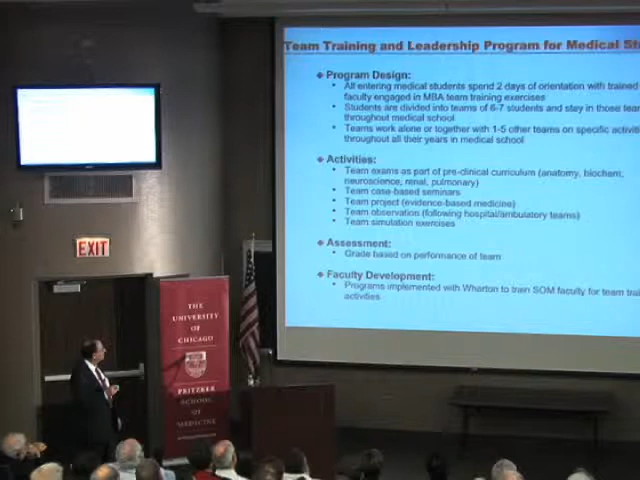 Team Training and Leadership Program for Medical
❖ Program Design:
• All entering medical students spend 2 days of orientation with trained
faculty engaged in MBA team training exercises
• Students are divided into teams of 6-7 students and stay in those
throughout medical school
• Teams work alone or together with 1-5 other teams on specific
throughout all their years in medical school
❖ Activities:
• Team exams as part of pre-clinical curriculum (anatomy, biochem,
neuroscience, renal, pulmonary)
• Team case-based seminars
• Team project (evidence-based medicine)
• Team observation (following hospital/ambulatory teams)
• Team simulation exercises
❖ Assessment:
• Grade based on performance of team
❖ Faculty Development:
• Programs implemented with Wharton to train SOM faculty for team
activities
EXIT
THE
UNIVERSITY
OF
CHICAGO
PRITZKER
SCHOOL
OF
MEDICINE